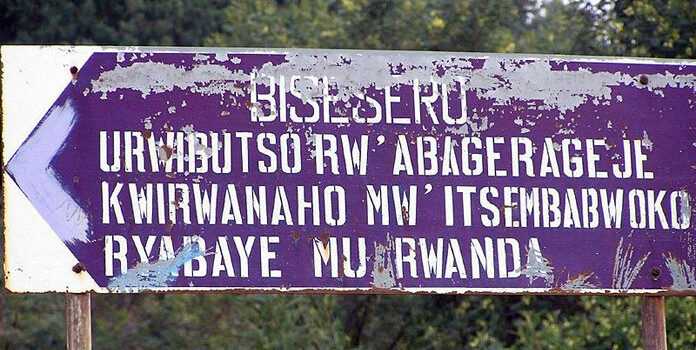 BISESERO
URWIBUTSO RW'ABAGERAGEJE
KWIRWANAHO MW'ITSEMBABWOKO
RYABAYE MU RWANDA